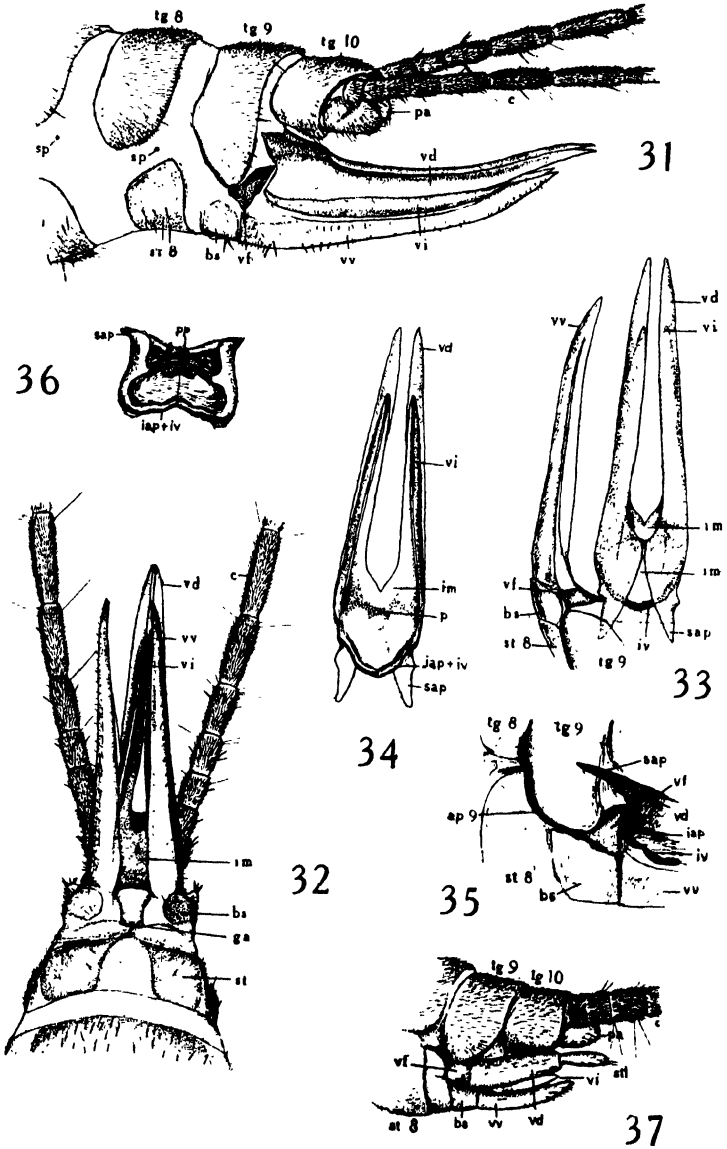 tg 8
tg 9
tg 10
sp
sp
pa
c
vd
31
st 8
bs
vf
vv
vi
36
sap
pp
iap+iv
vd
vi
im
p
iap+iv
sap
34
vv
vd
vi
im
im
vf
bs
st 8
tg 9
iv
sap
33
c
vd
vv
vi
im
bs
ga
st
32
tg 8
tg 9
sap
vf
vd
iap
iv
vv
ap 9
st 8
bs
35
tg 9
tg 10
c
pa
stl
vi
vf
st 8
bs
vv
vd
37